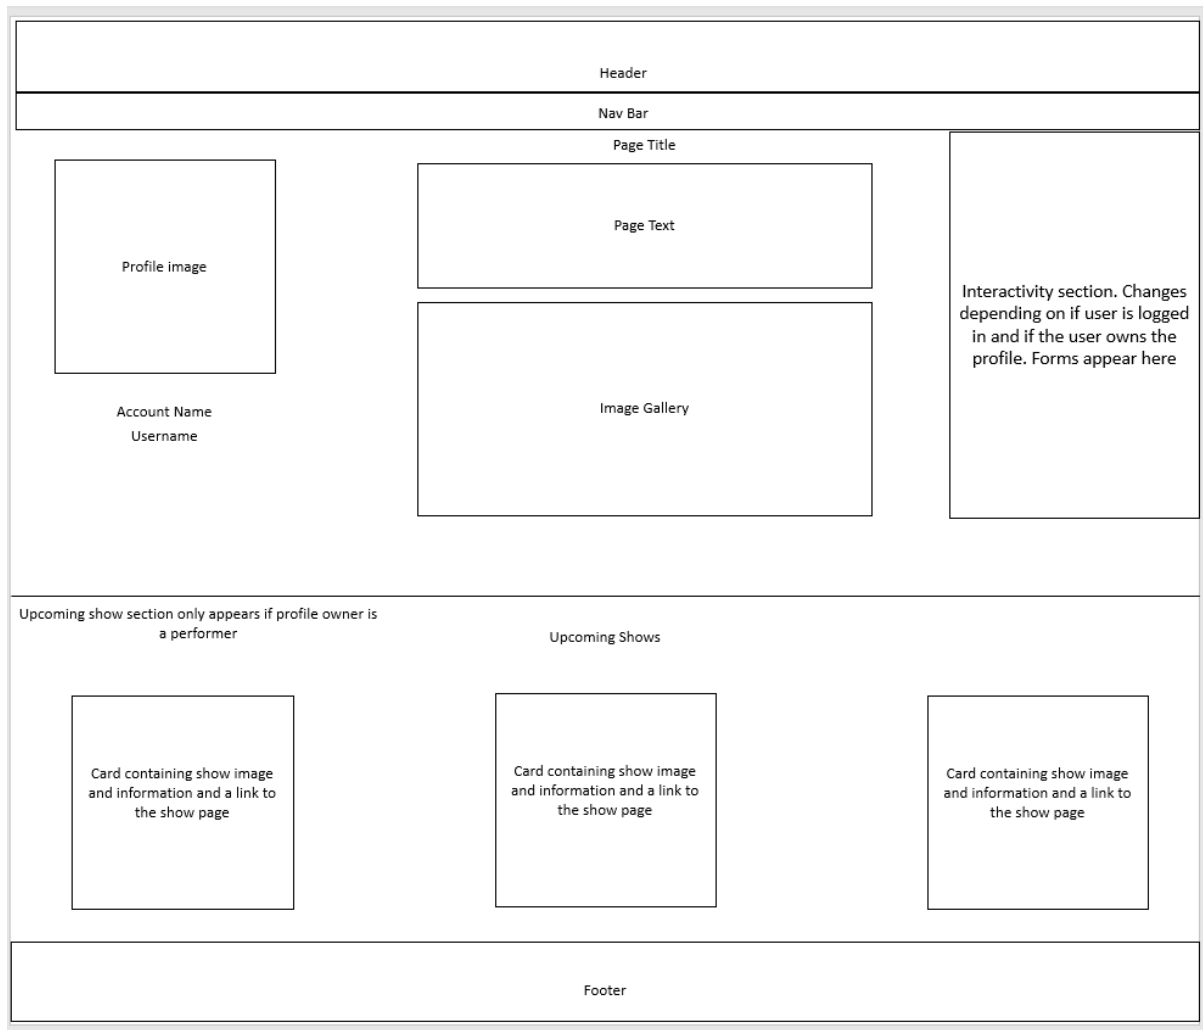 Header
Nav Bar
Page Title
Profile image
Account Name
Username
Page Text
Image Gallery
Interactivity section. Changes
depending on if user is logged
in and if the user owns the
profile. Forms appear here
Upcoming show section only appears if profile owner is
a performer
Upcoming Shows
Card containing show image
and information and a link to
the show page
Card containing show image
and information and a link to
the show page
Card containing show image
and information and a link to
the show page
Footer